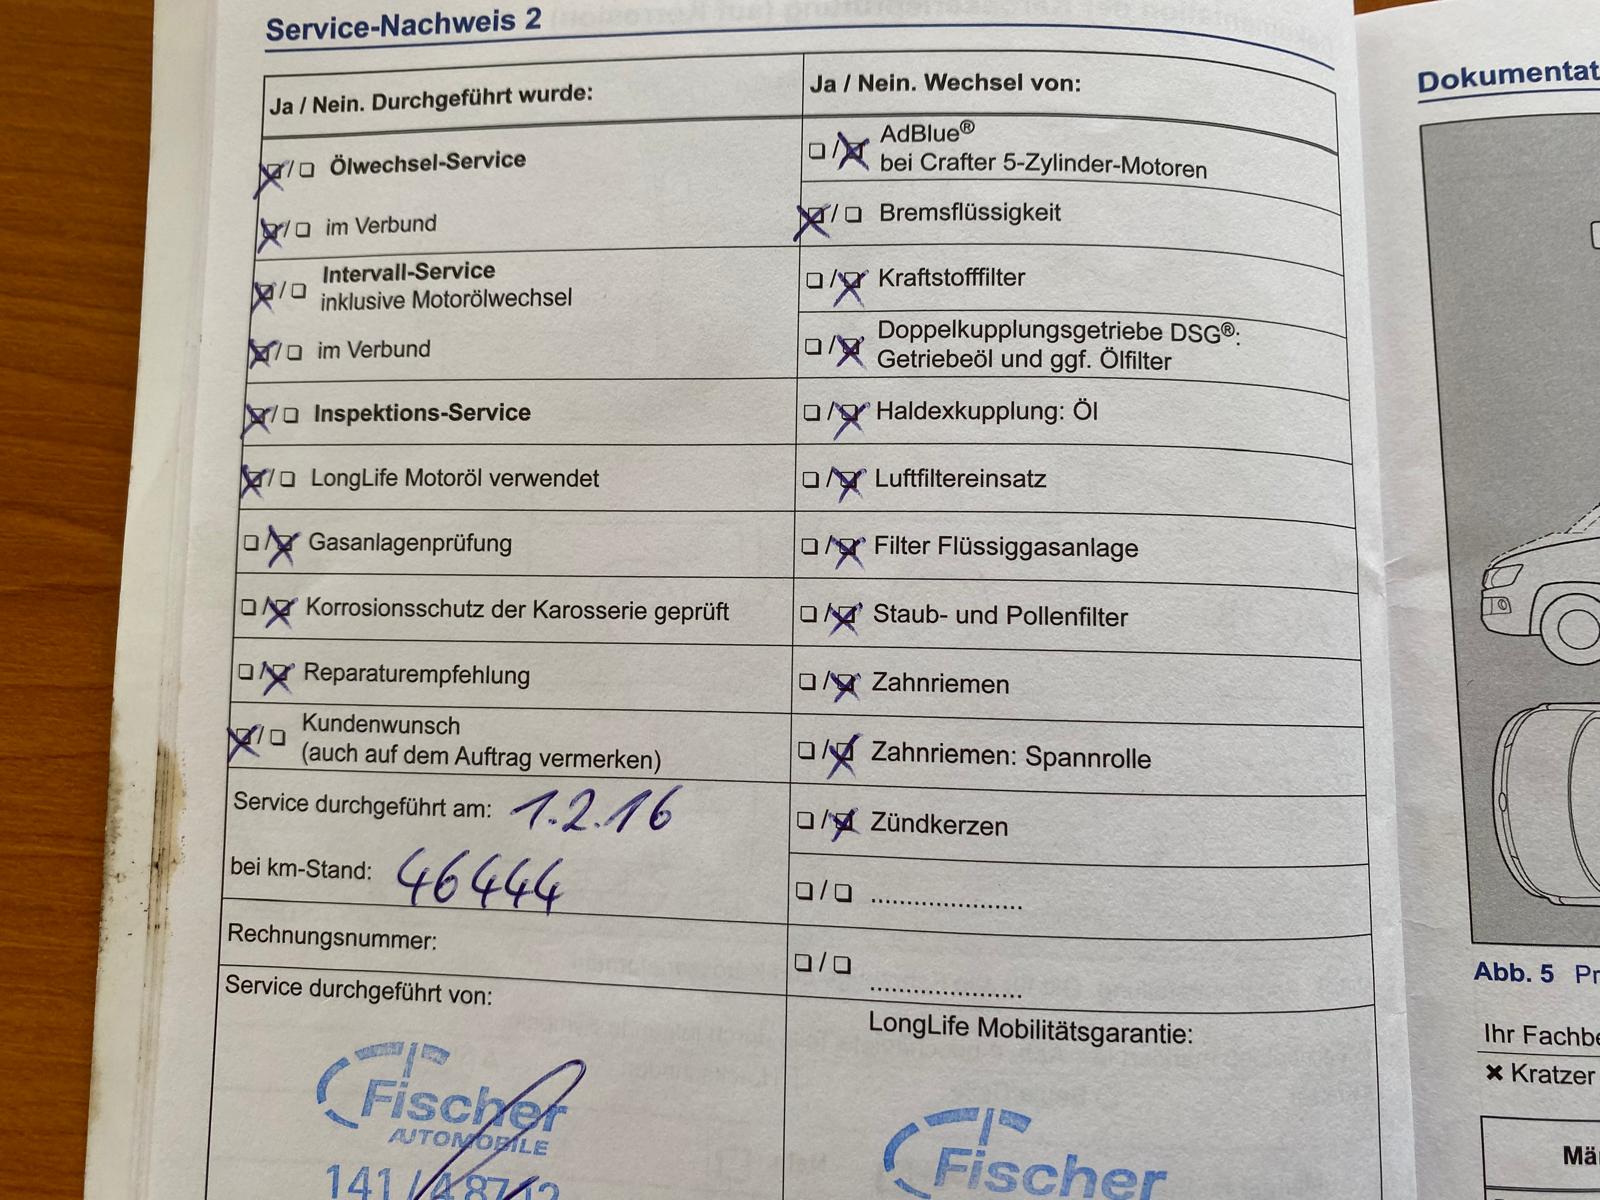 Service-Nachweis 2
Ja / Nein. Durchgeführt wurde:
Ölwechsel-Service
im Verbund
Intervall-Service
inklusive Motorölwechsel
im Verbund
Inspektions-Service
LongLife Motoröl verwendet
Gasanlagenprüfung
Korrosionsschutz der Karosserie geprüft
Reparaturempfehlung
Kundenwunsch
(auch auf dem Auftrag vermerken)
Service durchgeführt am: 1.2.16
bei km-Stand: 46444
Rechnungsnummer:
Service durchgeführt von:
Fischer
AUTOMOBILE
Ja / Nein. Wechsel von:
AdBlue®
bei Crafter 5-Zylinder-Motoren
Bremsflüssigkeit
Kraftstofffilter
Doppelkupplungsgetriebe DSG®:
Getriebeöl und ggf. Ölfilter
Haldexkupplung: Öl
Luftfiltereinsatz
Filter Flüssiggasanlage
Staub- und Pollenfilter
Zahnriemen
Zahnriemen: Spannrolle
Zündkerzen
LongLife Mobilitätsgarantie:
Fischer
Abb. 5
Ihr
Kratzer